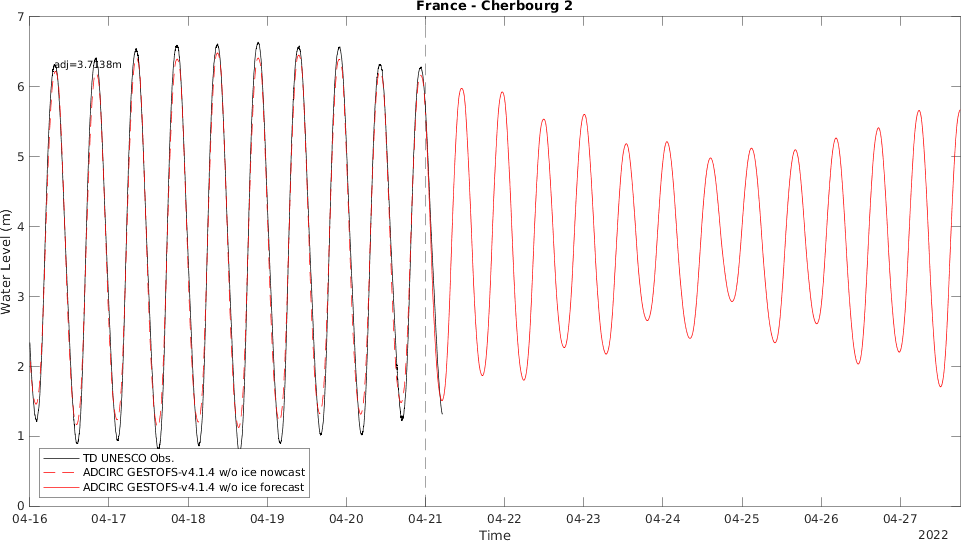 France - Cherbourg 2
7
6
5
4
3
2
1
0
Water Level (m)
adj=3.7138m
TD UNESCO Obs.
ADCIRC GESTOFS-v4.1.4 w/o ice nowcast
ADCIRC GESTOFS-v4.1.4 w/o ice forecast
04-16 04-17 04-18 04-19 04-20 04-21 04-22 04-23 04-24 04-25 04-26 04-27
Time
2022